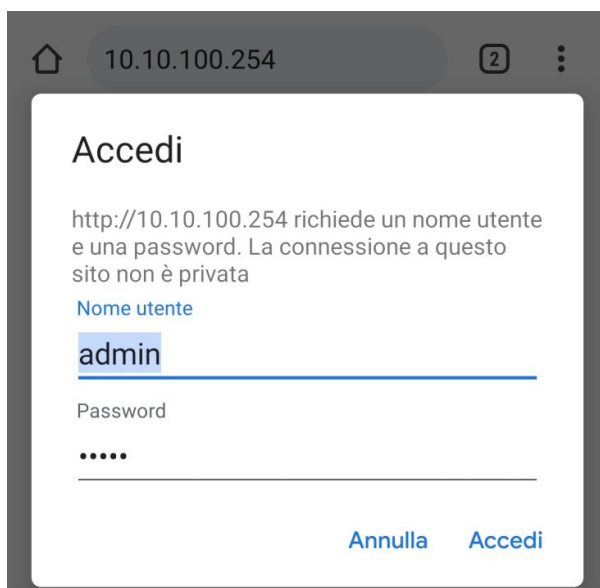 10.10.100.254
2
Accedi
http://10.10.100.254 richiede un nome utente
e una password. La connessione a questo
sito non è privata
Nome utente
admin
Password
•••••
Annulla Accedi